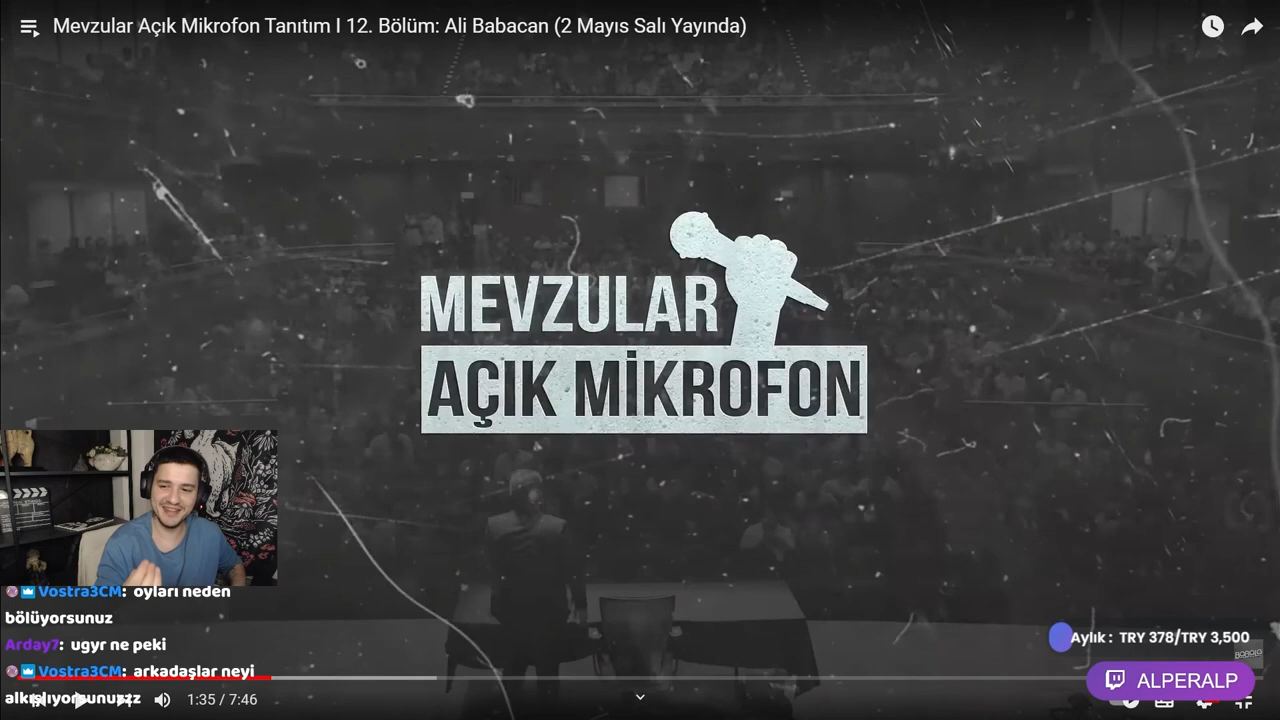 Mevzular Açık Mikrofon Tanıtım I 12. Bölüm: Ali Babacan (2 Mayıs Salı Yayında)
MEVZULAR
AÇIK MİKROFON
Vostra3CM: oyları neden
bölüyorsunuz
Arday7: ugyr ne peki
Vostra3CM: arkadaşlar neyi
alkışlıyorsunuzzz
1:35 / 7:46
Aylık : TRY 378/TRY 3,500
BABALA
ALPERALP